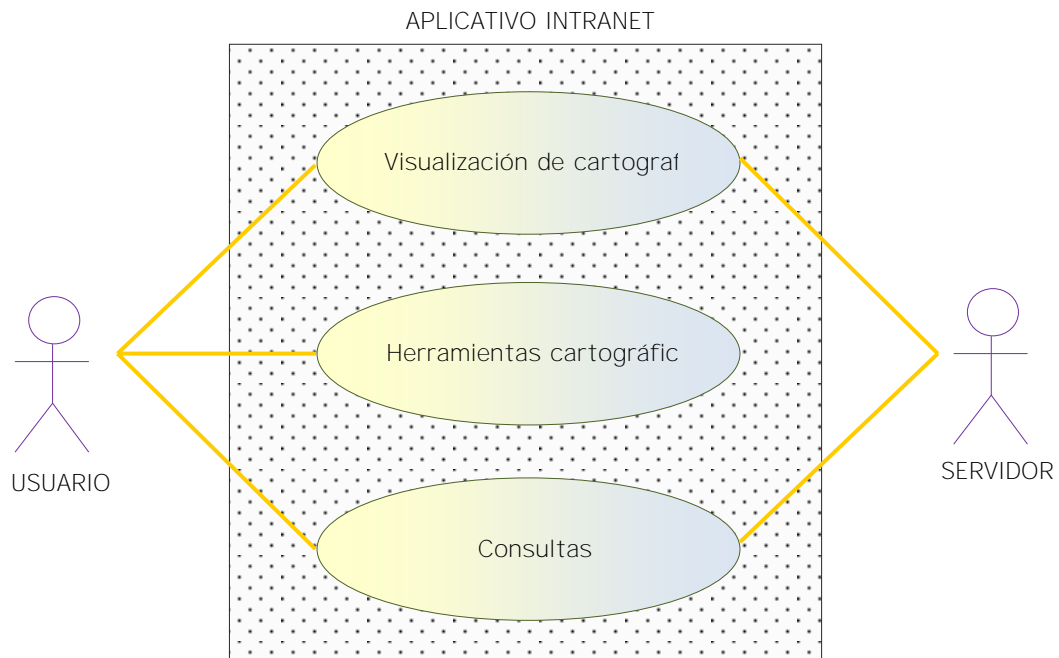 APLICATIVO INTRANET
Visualización de cartograf
Herramientas cartográfic
USUARIO
SERVIDOR
Consultas